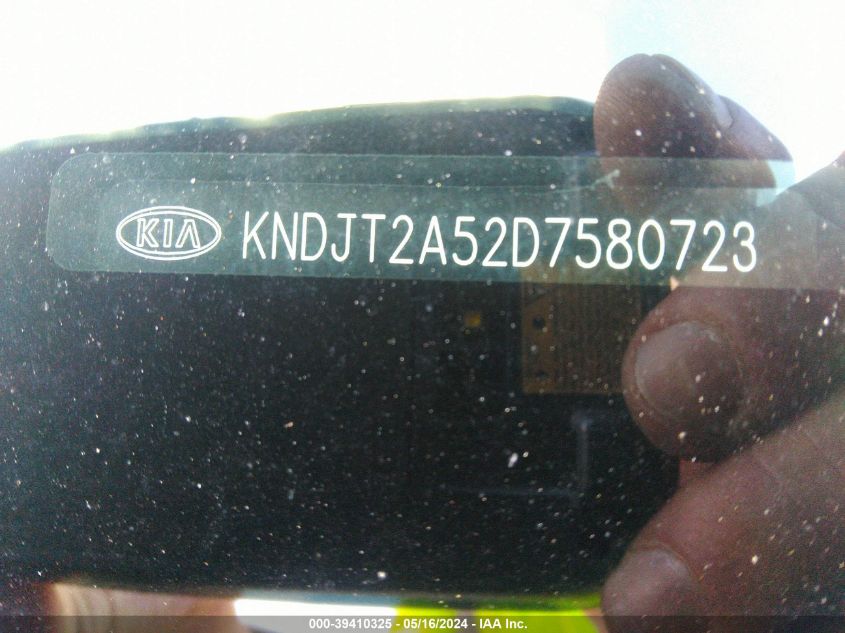 KIA KNDJT2A52D7580723
000-39410325 - 05/16/2024 - IAA Inc.